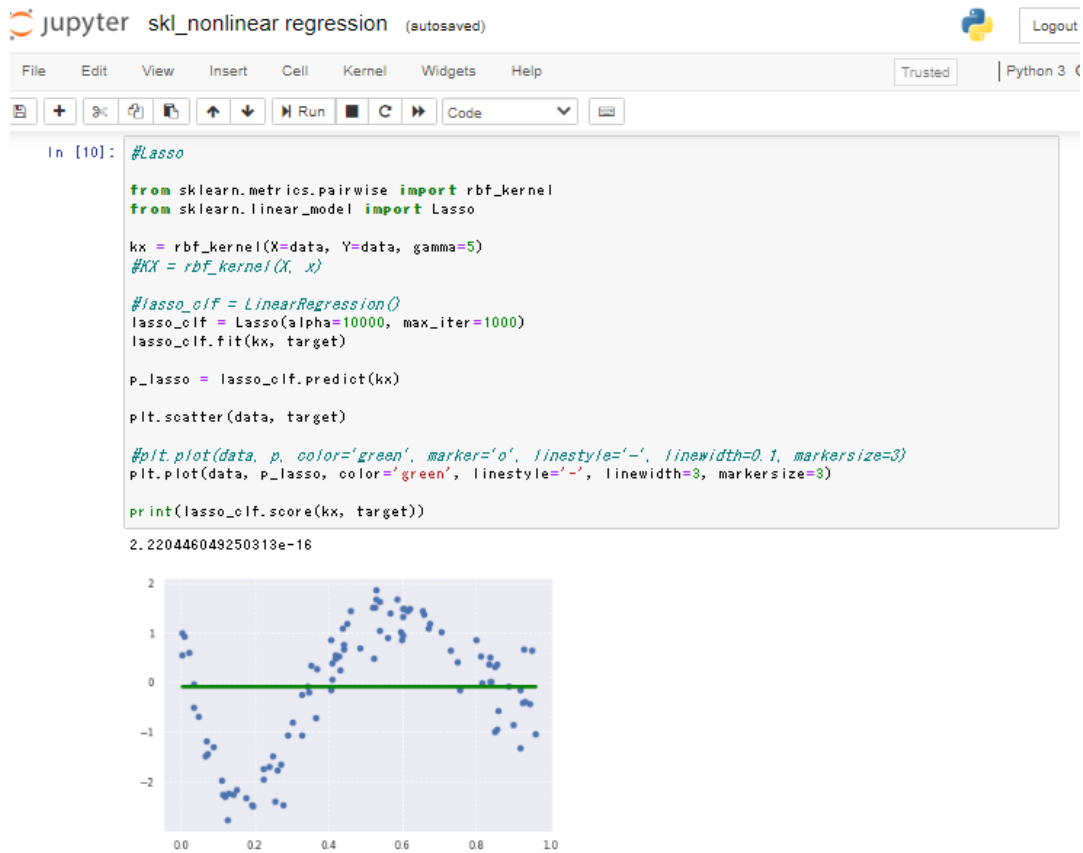 jupyter skl_nonlinear regression (autosaved)
Logout
File Edit View Insert Cell Kernel Widgets Help
Trusted
Python 3
Run
Code
In [10]:
#Lasso
from sklearn.metrics.pairwise import rbf_kernel
from sklearn.linear_model import Lasso
kx = rbf_kernel(X=data, Y=data, gamma=5)
#KX = rbf_kernel(X, x)
#lasso_clf = LinearRegression()
lasso_clf = Lasso(alpha=10000, max_iter=1000)
lasso_clf.fit(kx, target)
p_lasso = lasso_clf.predict(kx)
plt.scatter(data, target)
#plt.plot(data, p, color='green', marker='o', linestyle='-', linewidth=0.1, markersize=3)
plt.plot(data, p_lasso, color='green', linestyle='-', linewidth=3, markersize=3)
print(lasso_clf.score(kx, target))
2.220446049250313e-16
2
1
0
−1
−2
0.0 0.2 0.4 0.6 0.8 1.0